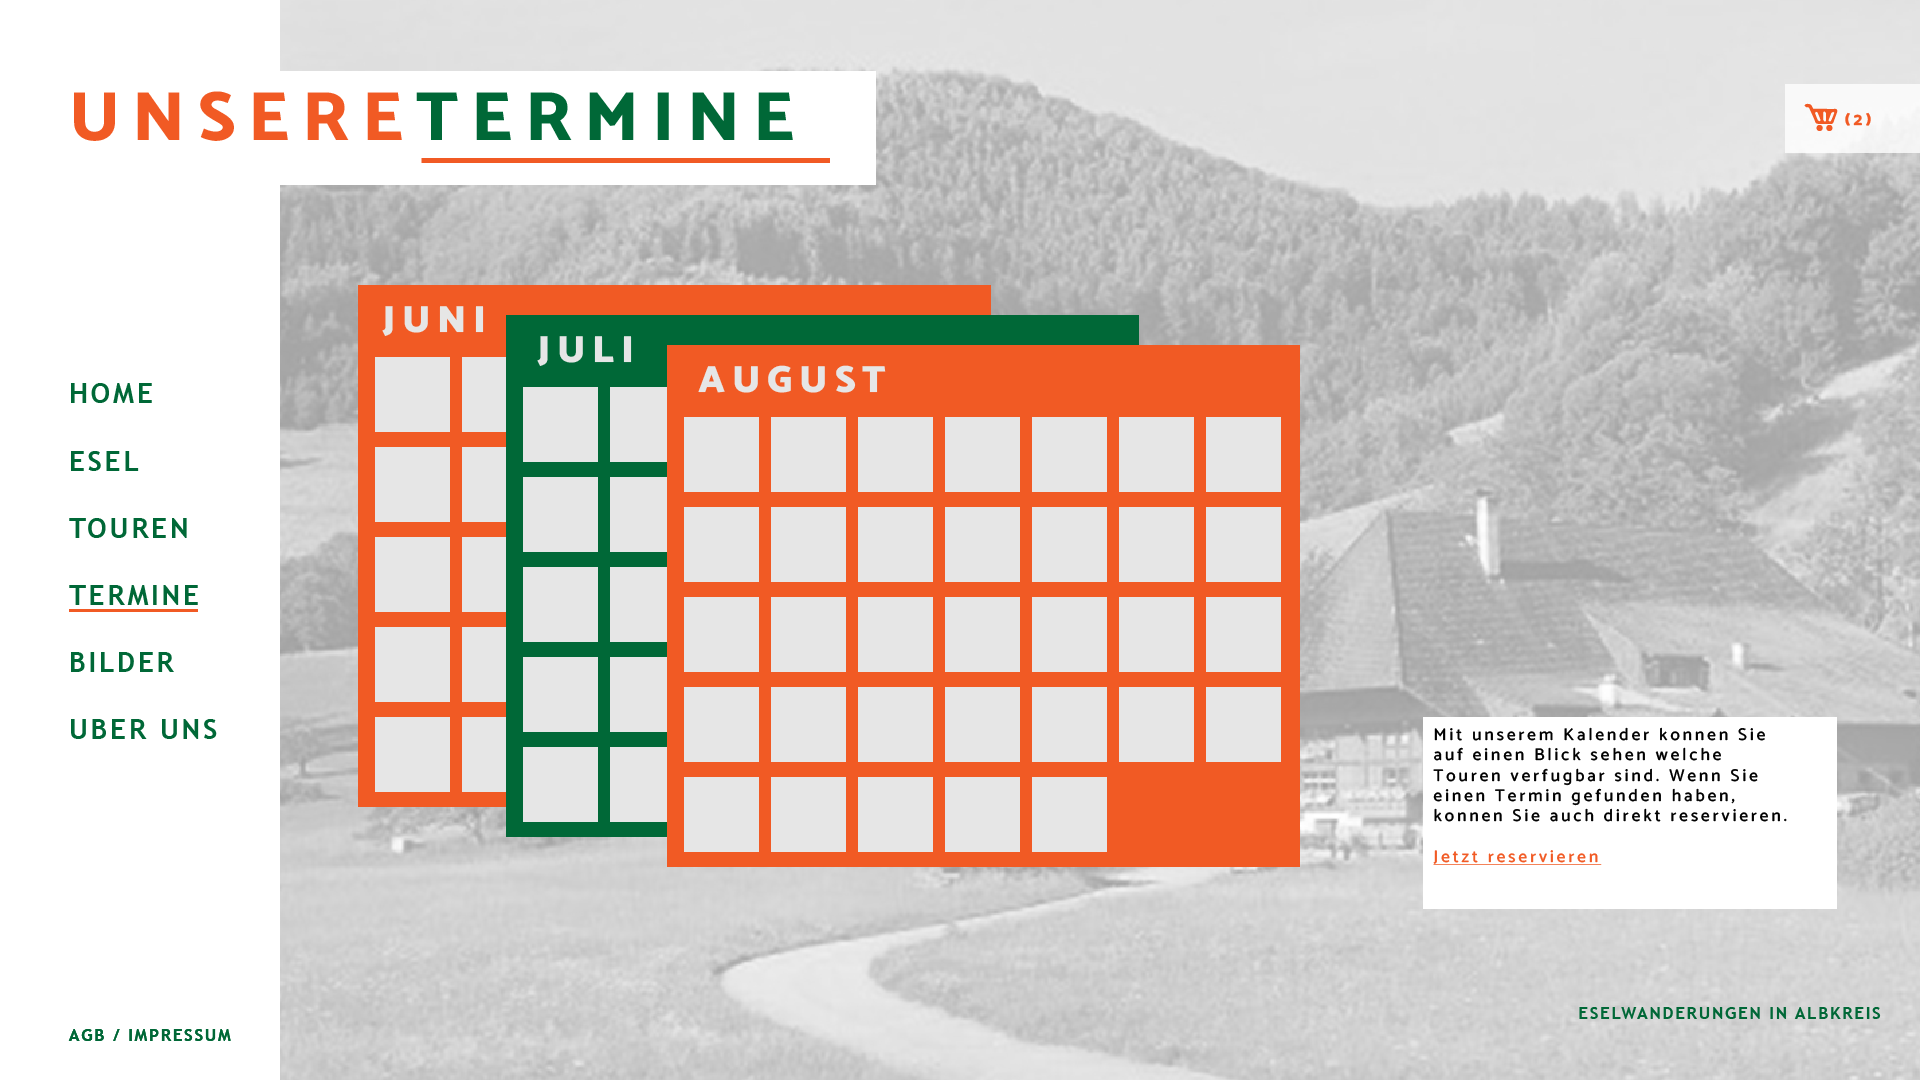 UNSERETERMINE
(2)
JUNI
JULI
AUGUST
HOME
ESEL
TOUREN
TERMINE
BILDER
UBER UNS
Mit unserem Kalender konnen Sie
auf einen Blick sehen welche
Touren verfugbar sind. Wenn Sie
einen Termin gefunden haben,
konnen Sie auch direkt reservieren.
Jetzt reservieren
ESELWANDERUNGEN IN ALBKREIS
AGB / IMPRESSUM